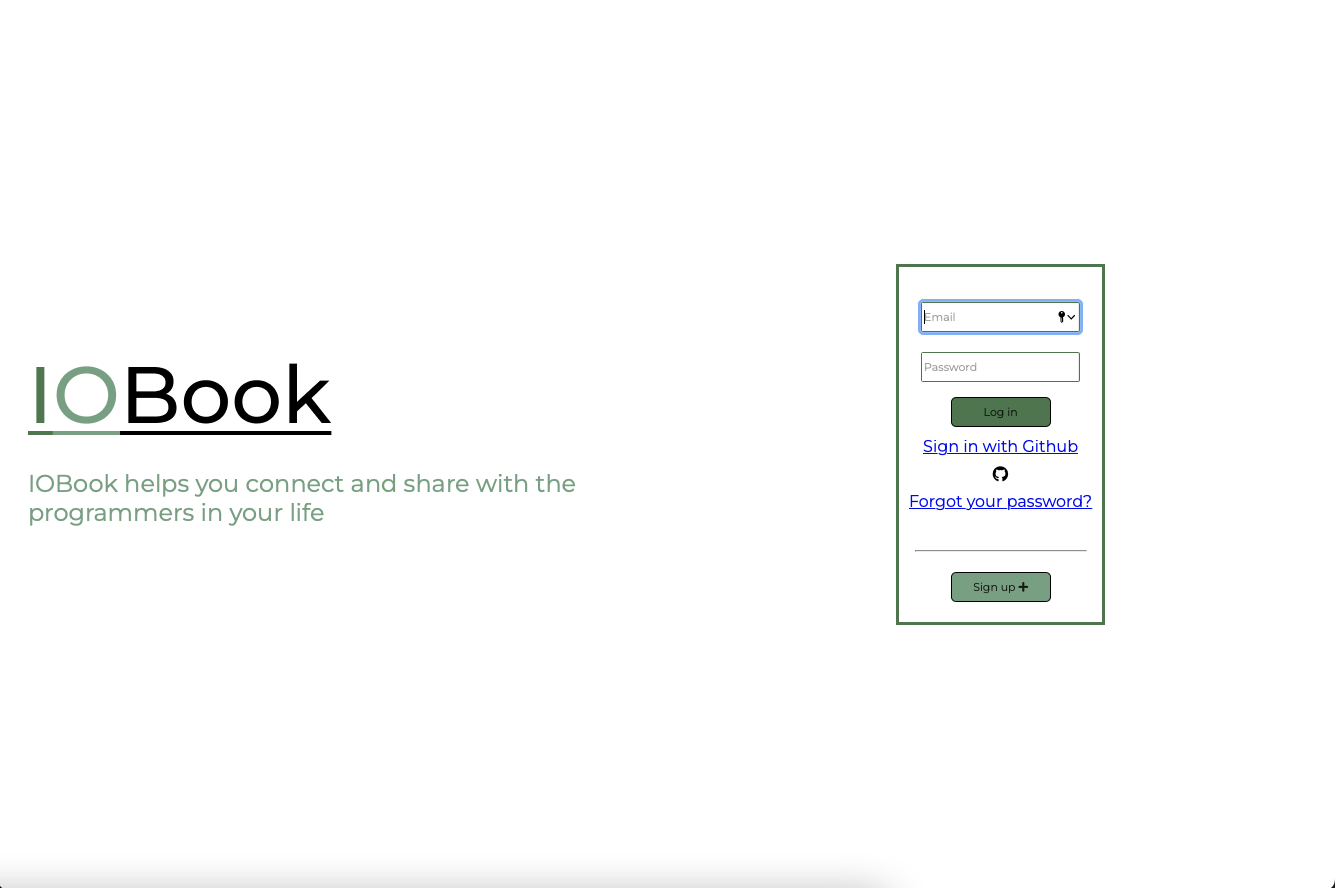 IOBook
IOBook helps you connect and share with the
programmers in your life
Email
Password
Log in
Sign in with Github
Forgot your password?
Sign up